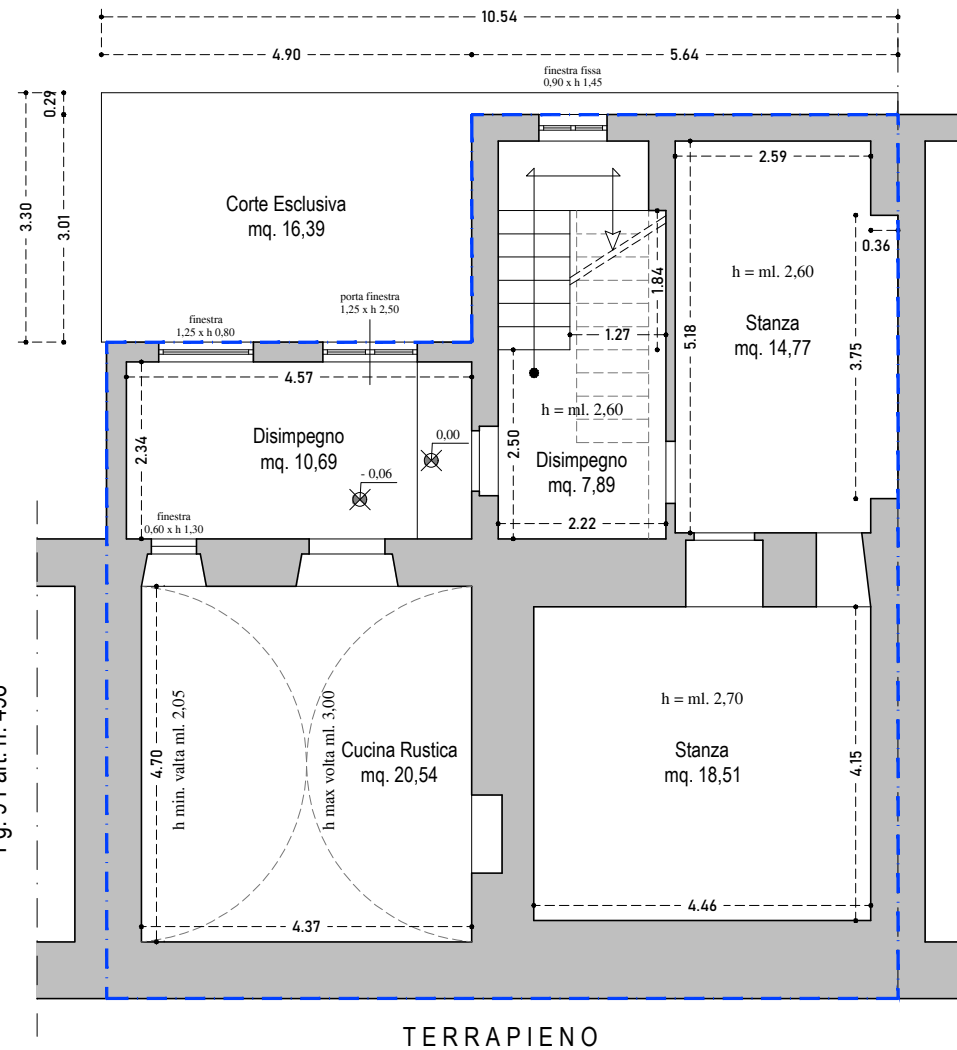 10.54
4.90
5.64
finestra fissa
0,90 x h 1,45
0.29
3.30
3.01
2.59
Corte Esclusiva
mq. 16,39
0.36
h = ml. 2,60
1.84
porta finestra
1,25 x h 2,50
finestra
1,25 x h 0,80
Stanza
mq. 14,77
1.27
5.18
3.75
4.57
h = ml. 2,60
Disimpegno
mq. 10,69
2.34
0,00
2.50
Disimpegno
mq. 7,89
- 0,06
finestra
0,60 x h 1,30
2.22
h = ml. 2,70
h min. valta ml. 2,05
h max volta ml. 3,00
Cucina Rustica
mq. 20,54
4.70
Stanza
mq. 18,51
4.15
4.46
4.37
TERRAPIENO